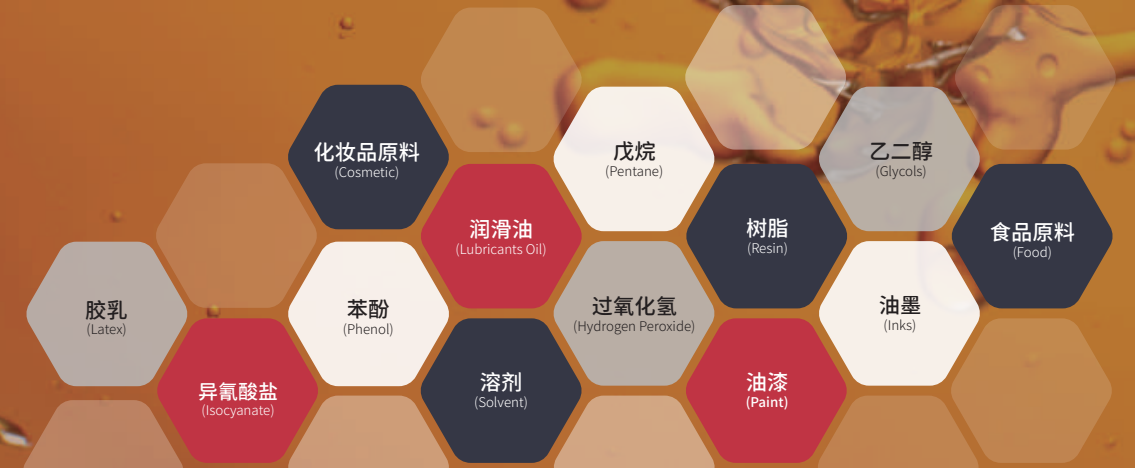 化妆品原料
(Cosmetic)
戊烷
(Pentane)
乙二醇
(Glycols)
润滑油
(Lubricants Oil)
树脂
(Resin)
食品原料
(Food)
胶乳
(Latex)
苯酚
(Phenol)
过氧化氢
(Hydrogen Peroxide)
油墨
(Inks)
异氰酸盐
(Isocyanate)
溶剂
(Solvent)
油漆
(Paint)